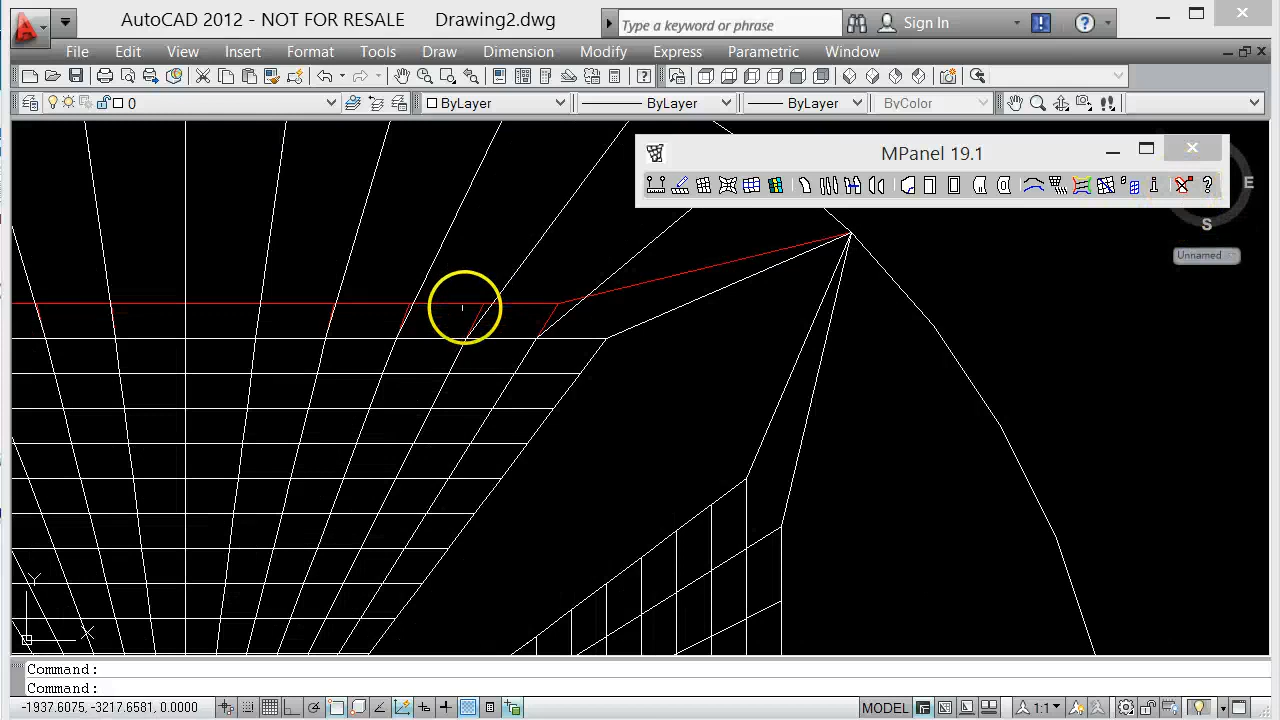 AutoCAD 2012 - NOT FOR RESALE Drawing2.dwg
Type a keyword or phrase
Sign In
File Edit View Insert Format Tools Draw Dimension Modify Express Parametric Window
0
ByLayer
ByLayer
ByLayer
ByColor
MPanel 19.1
E
S
Unnamed
Y
X
Command:
Command:
-1937.6075, -3217.6581, 0.0000
MODEL
1:1